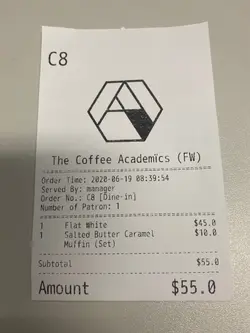 C8
The Coffee Academics (FW)
Order Time: 2020-06-19 08:39:54
Served By: manager
Order No.: C8 [Dine-in]
Number of Patron: 1
1 Flat White $45.0
1 Salted Butter Caramel $10.0
Muffin (Set)
Subtotal $55.0
Amount $55.0